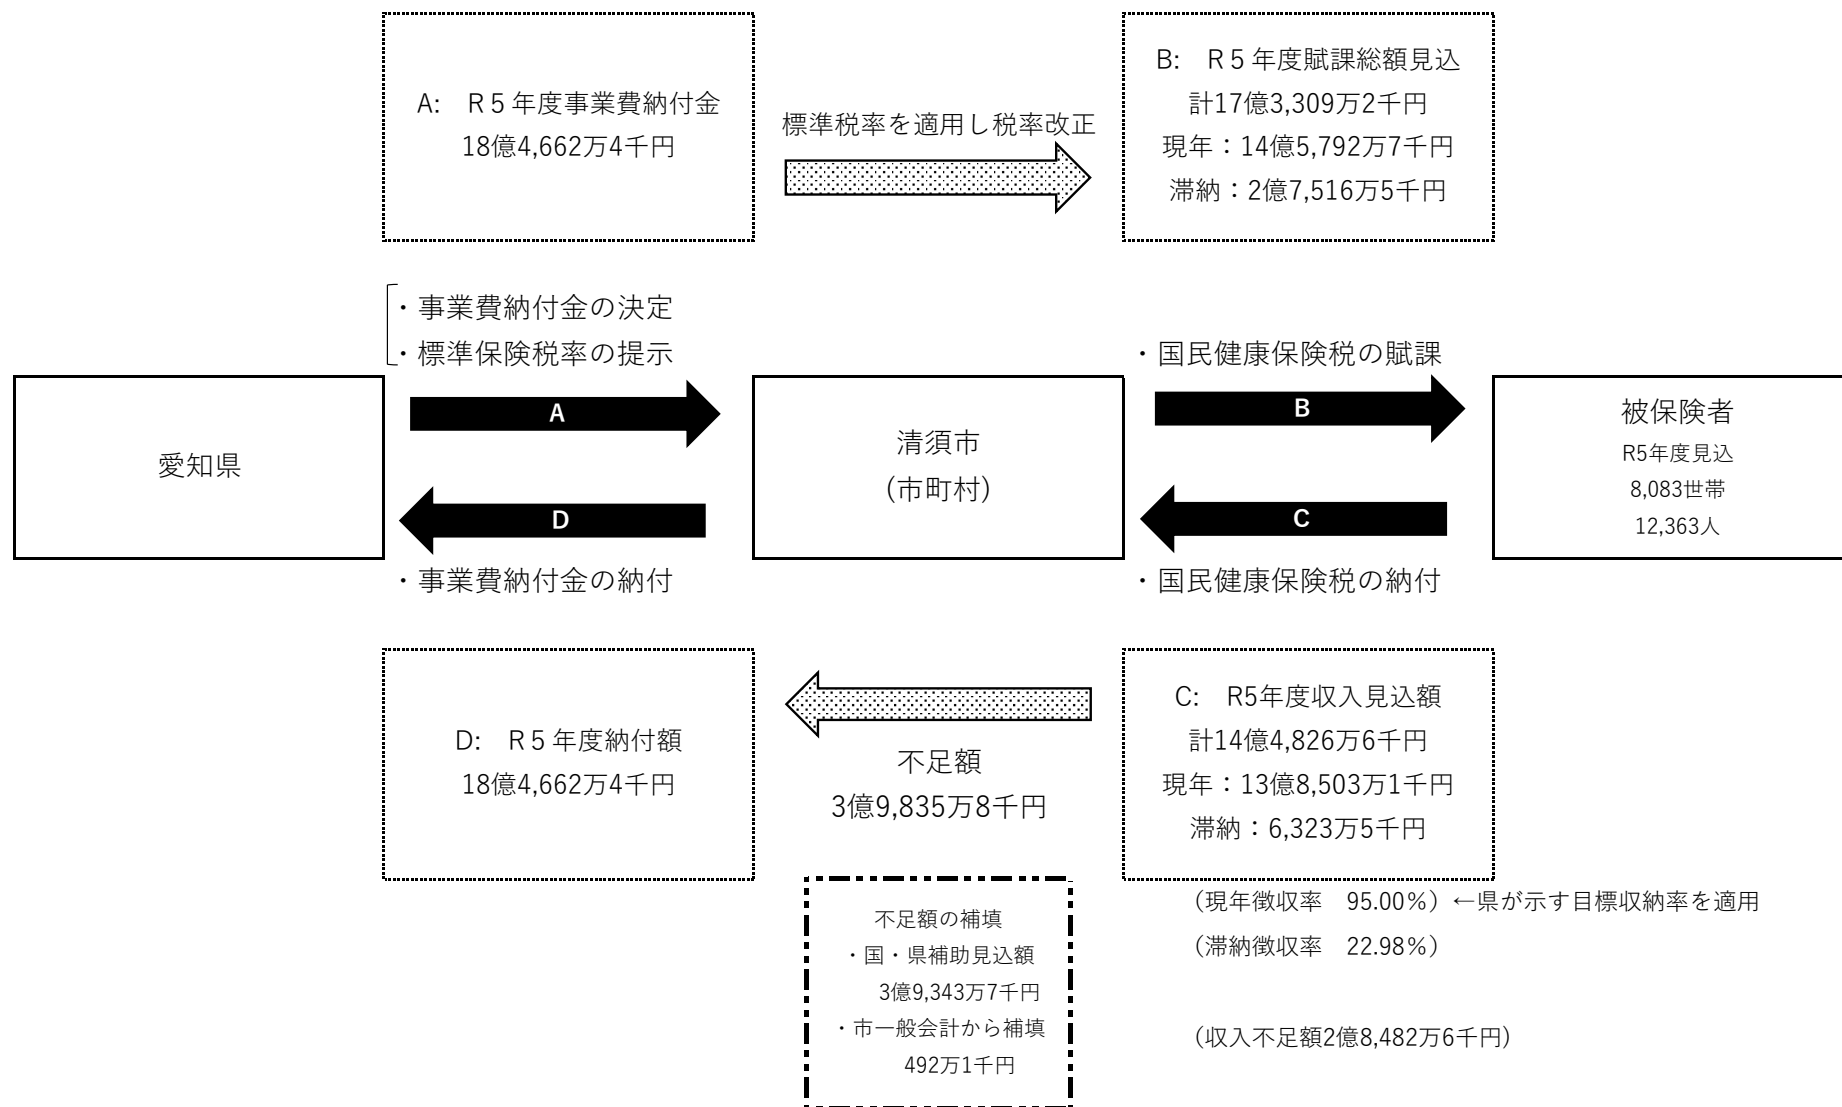 A:　Ｒ５年度事業費納付金
18億4,662万4千円
標準税率を適用し税率改正
B:　Ｒ５年度賦課総額見込
計17億3,309万2千円
現年：14億5,792万7千円
滞納：2億7,516万5千円
・事業費納付金の決定
・標準保険税率の提示
・国民健康保険税の賦課
愛知県
A
D
清須市
(市町村)
B
C
被保険者
R5年度見込
8,083世帯
12,363人
・事業費納付金の納付
・国民健康保険税の納付
D:　Ｒ５年度納付額
18億4,662万4千円
不足額
3億9,835万8千円
C:　R5年度収入見込額
計14億4,826万6千円
現年：13億8,503万1千円
滞納：6,323万5千円
不足額の補填
・国・県補助見込額
3億9,343万7千円
・市一般会計から補填
492万1千円
（現年徴収率　95.00%）←県が示す目標収納率を適用
（滞納徴収率　22.98%）
（収入不足額2億8,482万6千円）